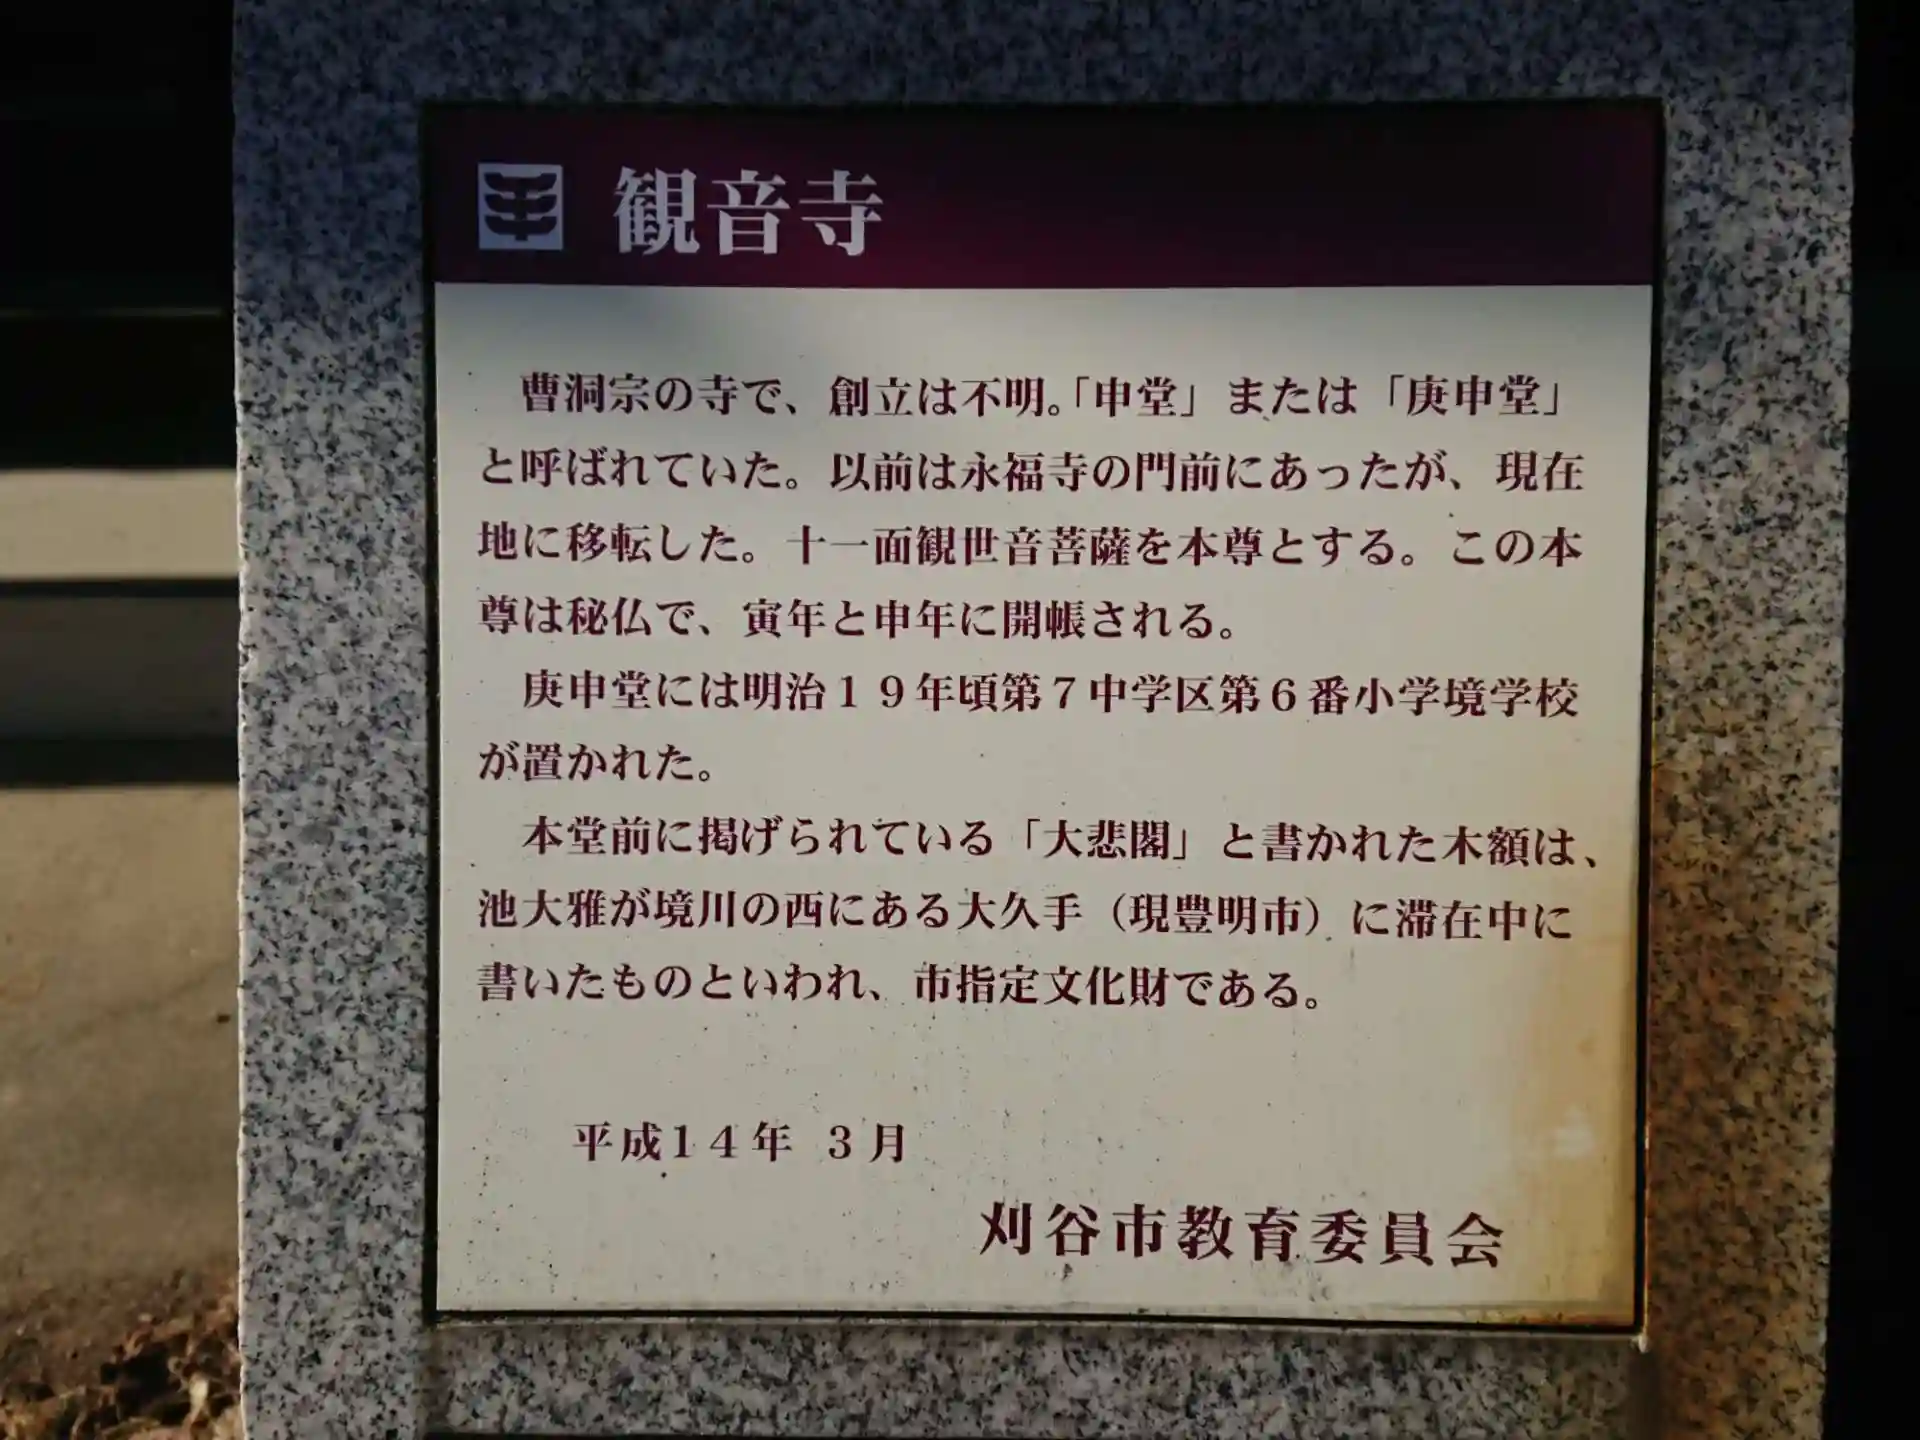 観音寺
曹洞宗の寺で、創立は不明。「申堂」または「庚申堂」
と呼ばれていた。以前は永福寺の門前にあったが、現在
地に移転した。十一面観世音菩薩を本尊とする。この本
尊は秘仏で、寅年と申年に開帳される。
庚申堂には明治１９年頃第７中学区第６番小学境学校
が置かれた。
本堂前に掲げられている「大悲閣」と書かれた木額は、
池大雅が境川の西にある大久手（現豊明市）に滞在中に
書いたものといわれ、市指定文化財である。
平成１４年 ３月
刈谷市教育委員会